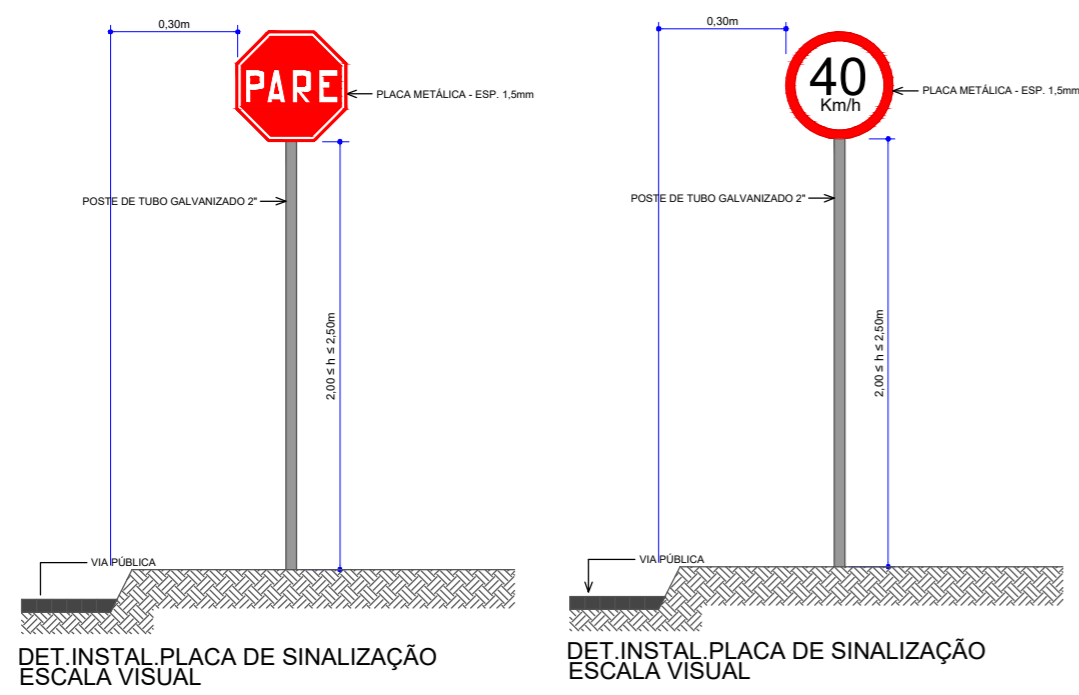 0,30m
PARE
PLACA METÁLICA - ESP. 1,5mm
POSTE DE TUBO GALVANIZADO 2"
2,00 ≤ h ≤ 2,50m
VIA PÚBLICA
DET.INSTAL.PLACA DE SINALIZAÇÃO
ESCALA VISUAL
0,30m
40
Km/h
PLACA METÁLICA - ESP. 1,5mm
POSTE DE TUBO GALVANIZADO 2"
2,00 ≤ h ≤ 2,50m
VIA PÚBLICA
DET.INSTAL.PLACA DE SINALIZAÇÃO
ESCALA VISUAL